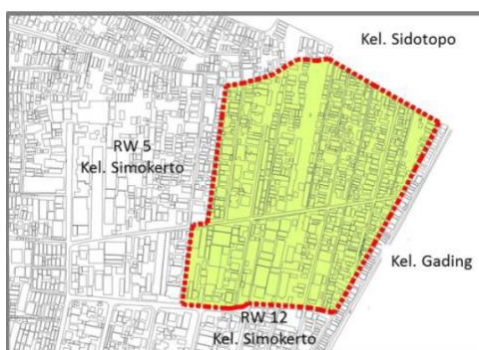 Kel. Sidotopo
RW 5
Kel. Simokerto
Kel. Gading
RW 12
Kel. Simokerto